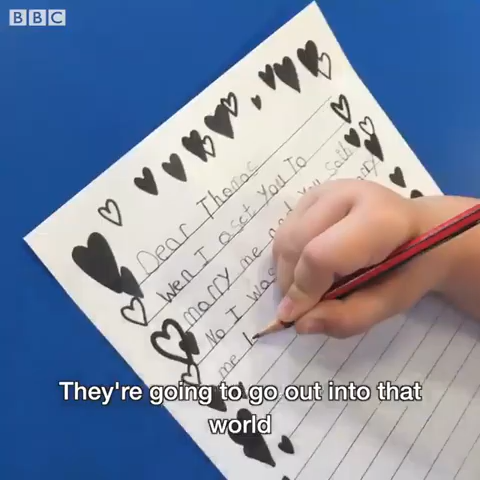 BBC
Dear Thomas
Wen I asct You To
marry me and You Sath
No I was
me
They're going to go out into that
world